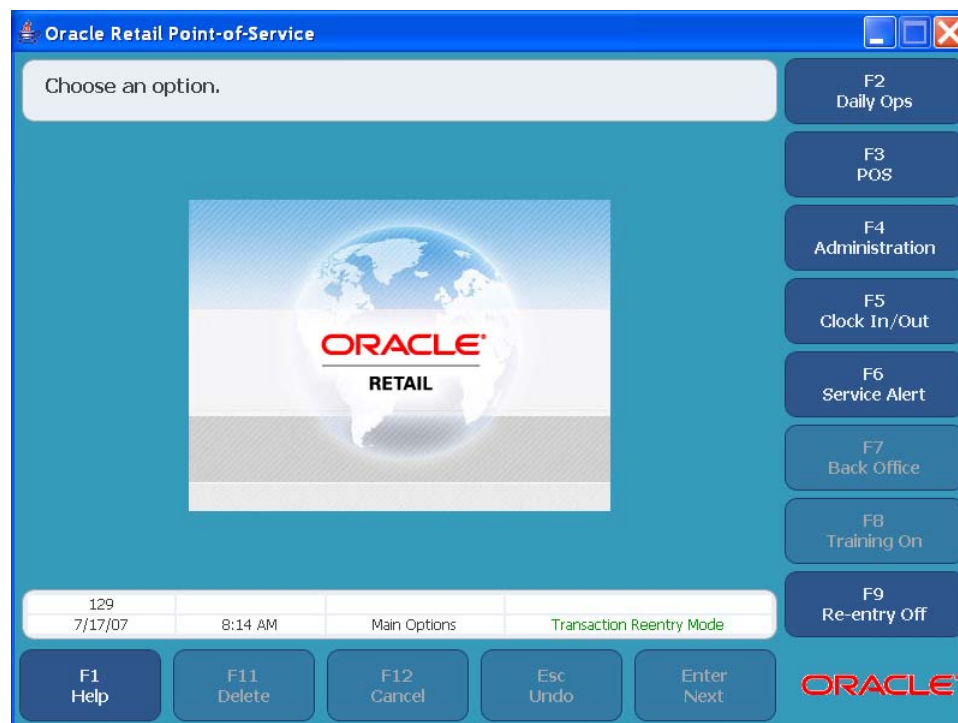 Oracle Retail Point-of-Service
Choose an option.
ORACLE
RETAIL
F2
Daily Ops
F3
POS
F4
Administration
F5
Clock In/Out
F6
Service Alert
F7
Back Office
F8
Training On
F9
Re-entry Off
129
7/17/07 8:14 AM Main Options Transaction Reentry Mode
F1
Help
F11
Delete
F12
Cancel
Esc
Undo
Enter
Next
ORACLE